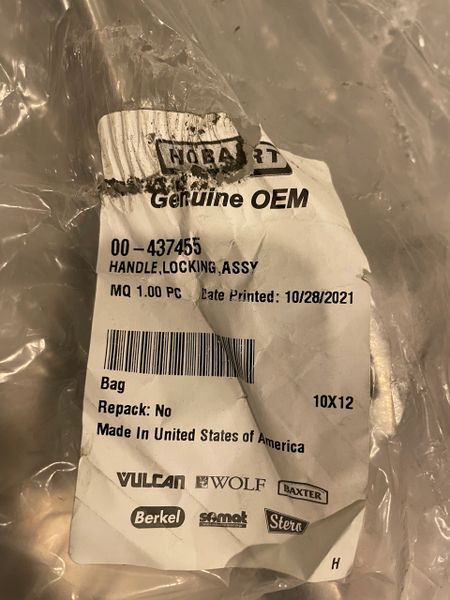 HOBART
Genuine OEM
00-437455
HANDLE,LOCKING,ASSY
MQ 1.00 PC Date Printed: 10/28/2021
Bag 10X12
Repack: No
Made In United States of America
VULCAN WOLF BAXTER
Berkel somat Stero
H